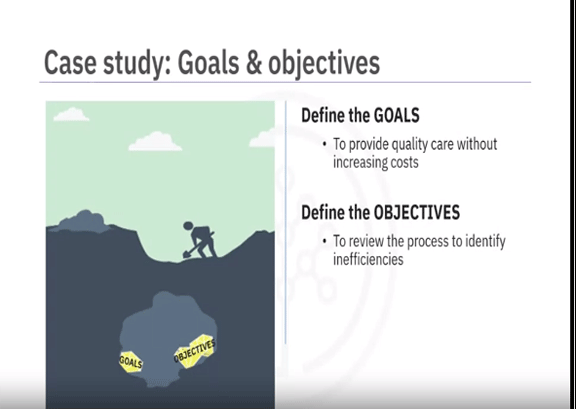 Case study: Goals & objectives
Define the GOALS
• To provide quality care without
increasing costs
Define the OBJECTIVES
• To review the process to identify
inefficiencies
GOALS
OBJECTIVES